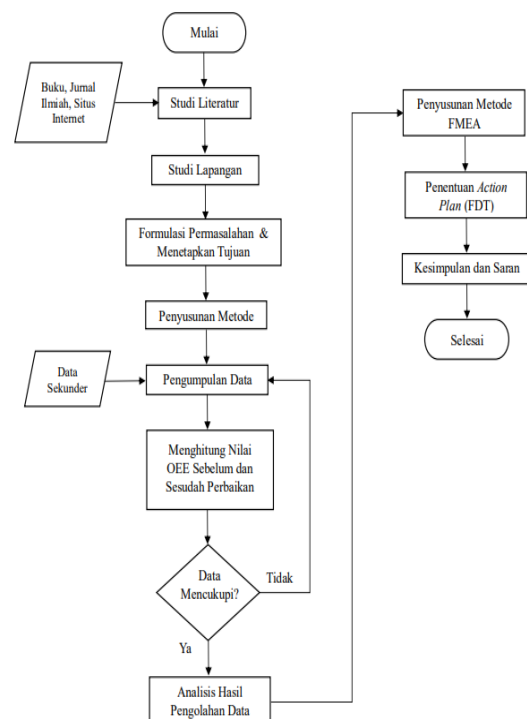 Mulai
Buku, Jurnal
Ilmiah, Situs
Internet
Studi Literatur
Studi Lapangan
Formulasi Permasalahan &
Menetapkan Tujuan
Penyusunan Metode
Data
Sekunder
Pengumpulan Data
Menghitung Nilai
OEE Sebelum dan
Sesudah Perbaikan
Data
Mencukupi?
Tidak
Ya
Analisis Hasil
Pengolahan Data
Penyusunan Metode
FMEA
Penentuan Action
Plan (FDT)
Kesimpulan dan Saran
Selesai